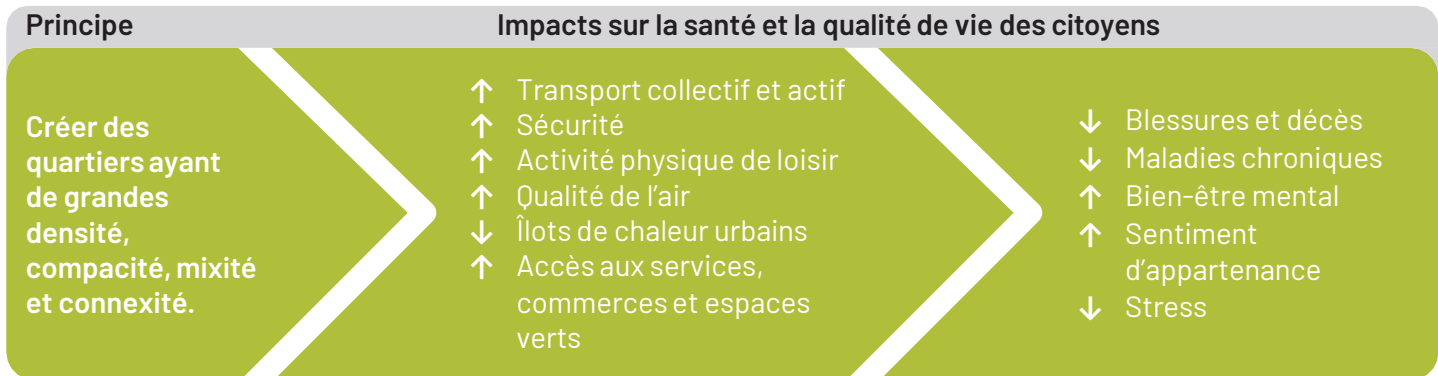 Principe
Impacts sur la santé et la qualité de vie des citoyens
Créer des
quartiers ayant
de grandes
densité,
compacité, mixité
et connexité.
↑ Transport collectif et actif
↑ Sécurité
↑ Activité physique de loisir
↑ Qualité de l’air
↓ Îlots de chaleur urbains
↑ Accès aux services,
commerces et espaces
verts
↓ Blessures et décès
↓ Maladies chroniques
↑ Bien-être mental
↑ Sentiment
d’appartenance
↓ Stress